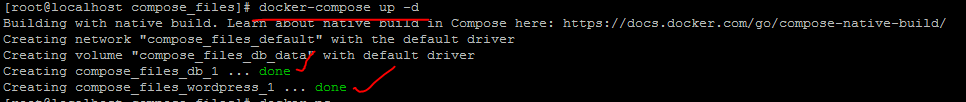 [root@localhost compose_files]# docker-compose up -d
Building with native build. Learn about native build in Compose here: https://docs.docker.com/go/compose-native-build/
Creating network "compose_files_default" with the default driver
Creating volume "compose_files_db_data" with default driver
Creating compose_files_db_1 ... done
Creating compose_files_wordpress_1 ... done
[root@localhost compose_files]# docker ps